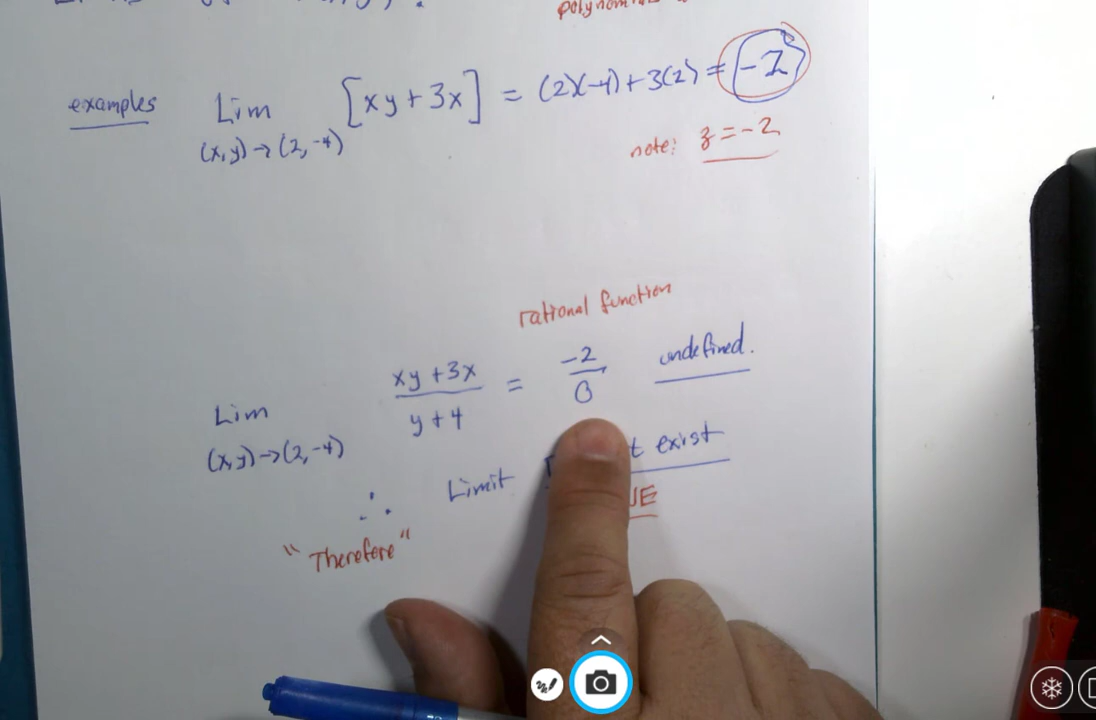 examples Lim [xy + 3x] = (2)(-4) + 3(2) = -2
(x,y)→(2,-4)
note: z = -2
rational function
Lim xy + 3x / y + 4 = -2 / 0 undefined.
(x,y)→(2,-4)
∴ Limit exist
"Therefore"